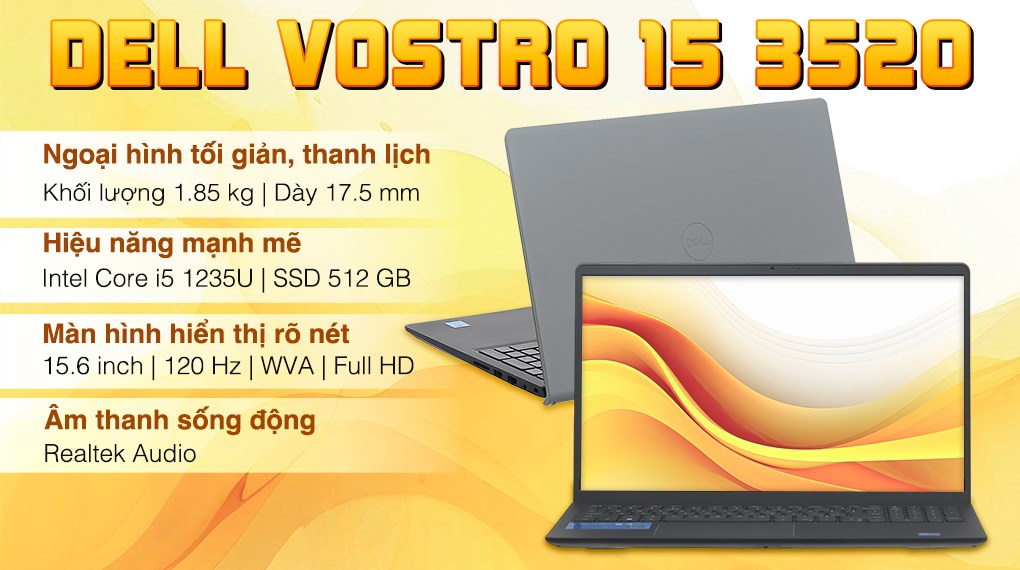 DELL VOSTRO 15 3520
Ngoại hình tối giản, thanh lịch
Khối lượng 1.85 kg | Dày 17.5 mm
Hiệu năng mạnh mẽ
Intel Core i5 1235U | SSD 512 GB
Màn hình hiển thị rõ nét
15.6 inch | 120 Hz | WVA | Full HD
Âm thanh sống động
Realtek Audio
DELL